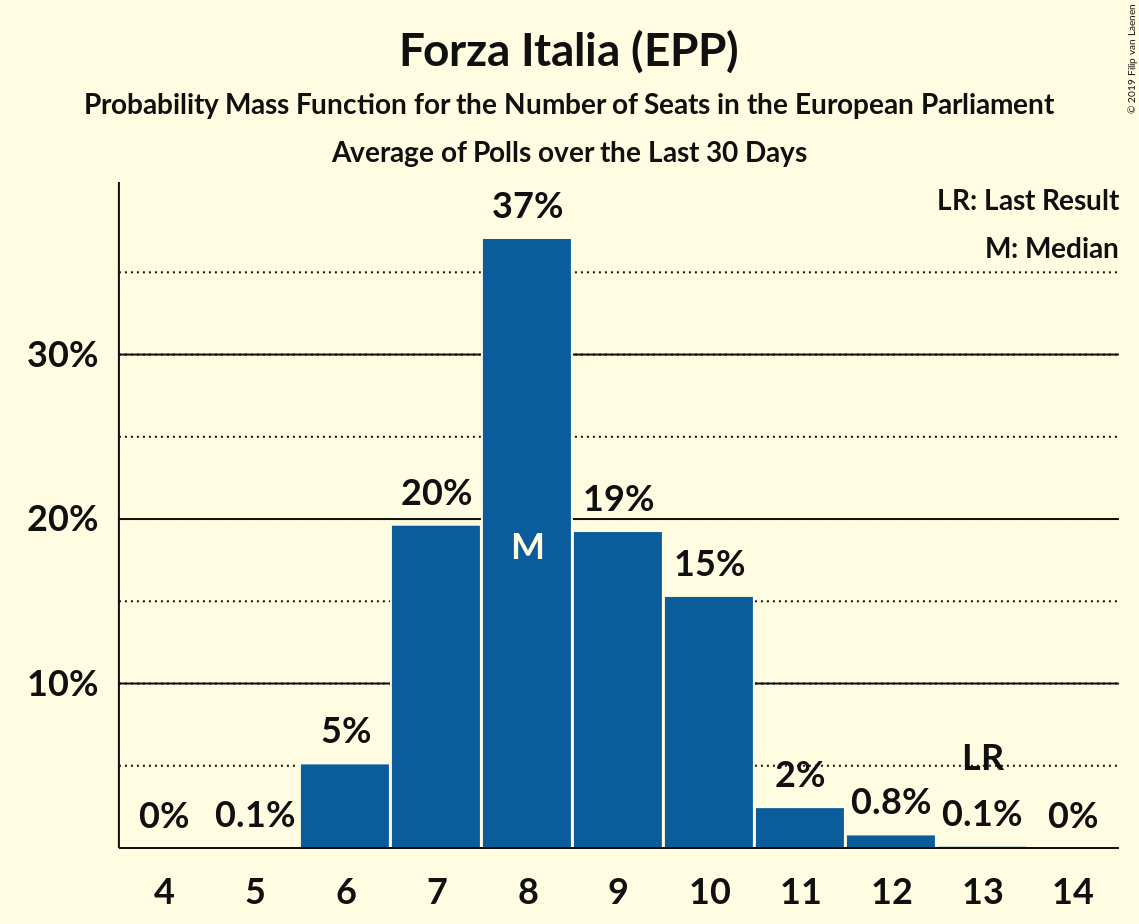 Forza Italia (EPP)
Probability Mass Function for the Number of Seats in the European Parliament
Average of Polls over the Last 30 Days
© 2019 Filip van Laenen
LR: Last Result
M: Median
37%
30%
20%
19%
20%
M
15%
10%
5%
LR
2%
0.8%
0%
0.1%
0.1%
0%
4 5 6 7 8 9 10 11 12 13 14